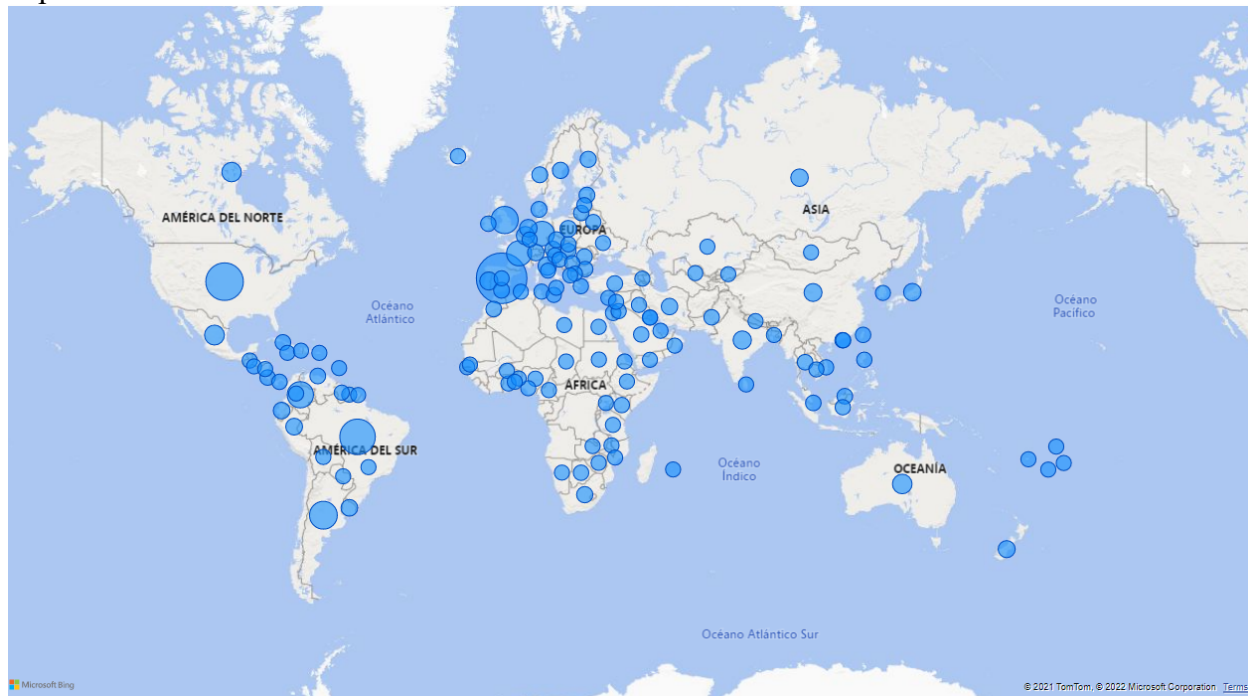 AMÉRICA DEL NORTE
ASIA
EUROPA
Océano
Atlántico
Océano
Pacífico
ÁFRICA
AMÉRICA DEL SUR
Océano
Índico
OCEANÍA
Océano Atlántico Sur
Microsoft Bing
© 2021 TomTom, © 2022 Microsoft Corporation Terms